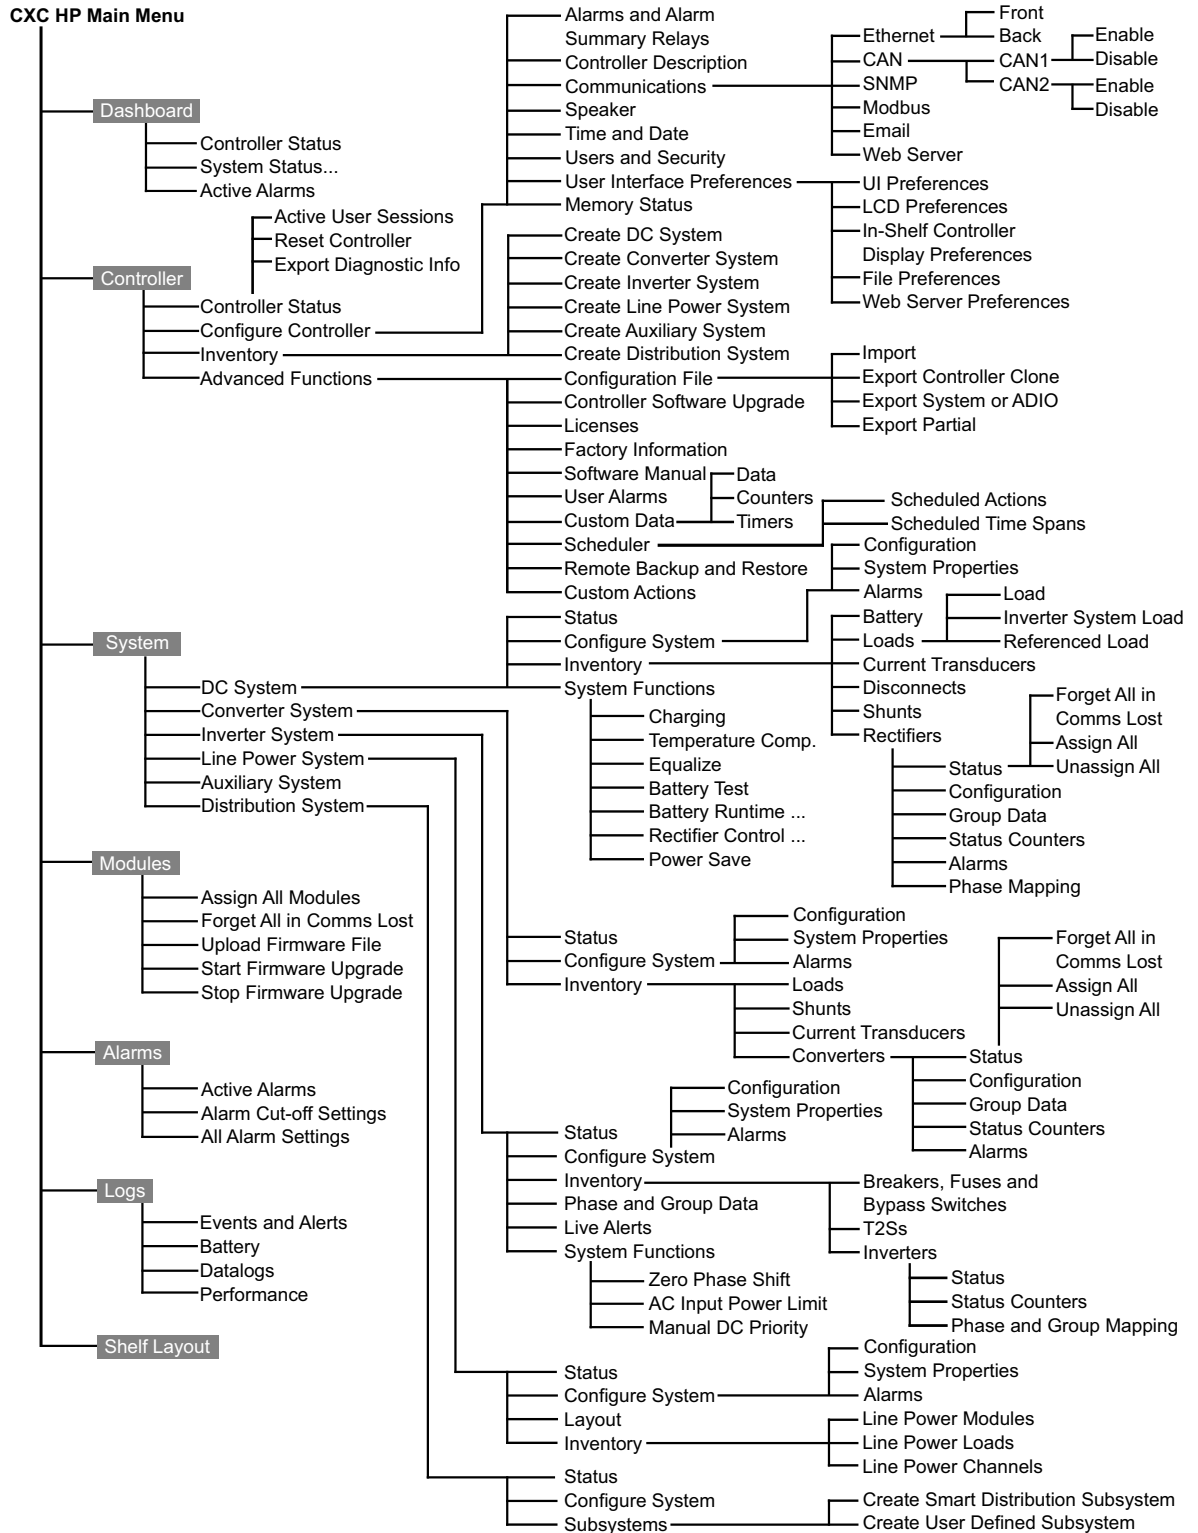 CXC HP Main Menu
Dashboard
Controller Status
System Status...
Active Alarms
Controller
Active User Sessions
Reset Controller
Export Diagnostic Info
Controller Status
Configure Controller
Alarms and Alarm
Summary Relays
Controller Description
Communications
Ethernet
Front
Back
CAN
CAN1
Enable
Disable
CAN2
Enable
Disable
SNMP
Modbus
Email
Web Server
Speaker
Time and Date
Users and Security
User Interface Preferences
UI Preferences
LCD Preferences
In-Shelf Controller
Display Preferences
File Preferences
Web Server Preferences
Memory Status
Inventory
Create DC System
Create Converter System
Create Inverter System
Create Line Power System
Create Auxiliary System
Create Distribution System
Advanced Functions
Configuration File
Import
Export Controller Clone
Export System or ADIO
Export Partial
Controller Software Upgrade
Licenses
Factory Information
Software Manual
User Alarms
Custom Data
Data
Counters
Timers
Scheduler
Scheduled Actions
Scheduled Time Spans
Remote Backup and Restore
Custom Actions
System
DC System
Status
Configure System
Configuration
System Properties
Alarms
Inventory
Battery
Loads
Load
Inverter System Load
Referenced Load
Current Transducers
Disconnects
Shunts
Rectifiers
Status
Forget All in
Comms Lost
Assign All
Unassign All
Configuration
Group Data
Status Counters
Alarms
Phase Mapping
System Functions
Charging
Temperature Comp.
Equalize
Battery Test
Battery Runtime ...
Rectifier Control ...
Power Save
Converter System
Status
Configure System
Configuration
System Properties
Alarms
Inventory
Loads
Shunts
Current Transducers
Converters
Status
Forget All in
Comms Lost
Assign All
Unassign All
Configuration
Group Data
Status Counters
Alarms
Inverter System
Status
Configure System
Configuration
System Properties
Alarms
Inventory
Breakers, Fuses and
Bypass Switches
T2Ss
Inverters
Status
Status Counters
Phase and Group Mapping
Phase and Group Data
Live Alerts
System Functions
Zero Phase Shift
AC Input Power Limit
Manual DC Priority
Line Power System
Status
Configure System
Configuration
System Properties
Alarms
Layout
Inventory
Line Power Modules
Line Power Loads
Line Power Channels
Auxiliary System
Distribution System
Status
Configure System
Subsystems
Create Smart Distribution Subsystem
Create User Defined Subsystem
Modules
Assign All Modules
Forget All in Comms Lost
Upload Firmware File
Start Firmware Upgrade
Stop Firmware Upgrade
Alarms
Active Alarms
Alarm Cut-off Settings
All Alarm Settings
Logs
Events and Alerts
Battery
Datalogs
Performance
Shelf Layout